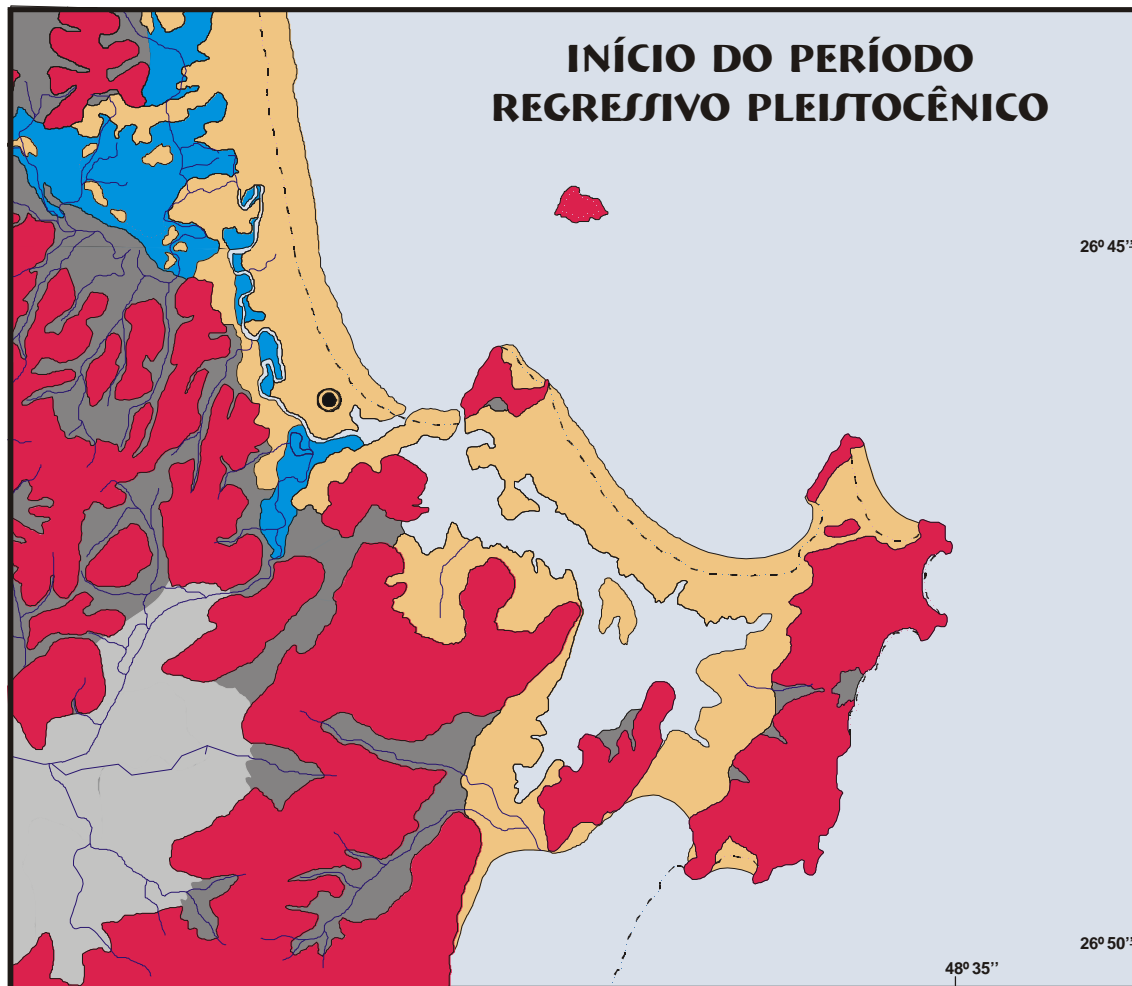 INÍCIO DO PERÍODO
REGRESSIVO PLEISTOCÊNICO
26º 45''
26º 50''
48º 35''